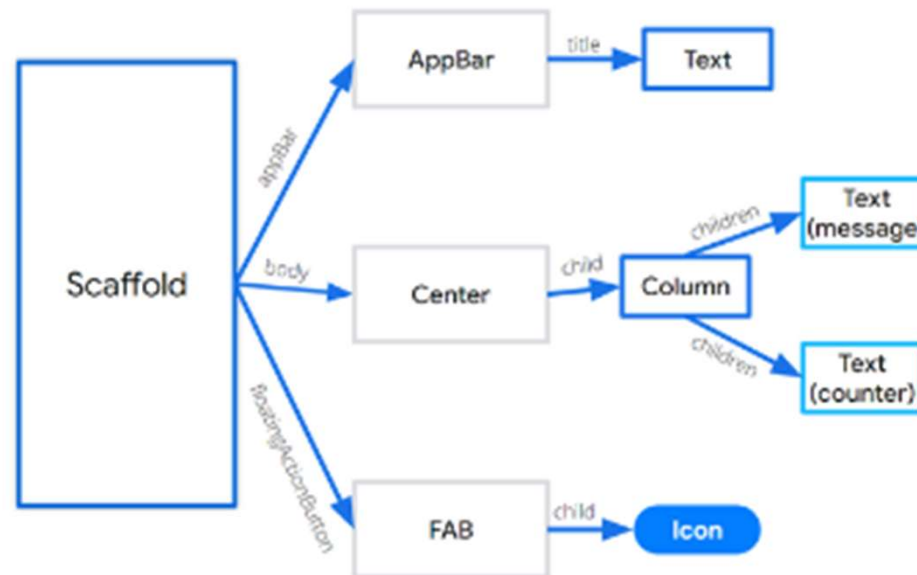 AppBar
title
Text
appBar
Scaffold
body
Center
child
Column
children
Text
(message
children
Text
(counter)
floatingActionButton
FAB
child
Icon